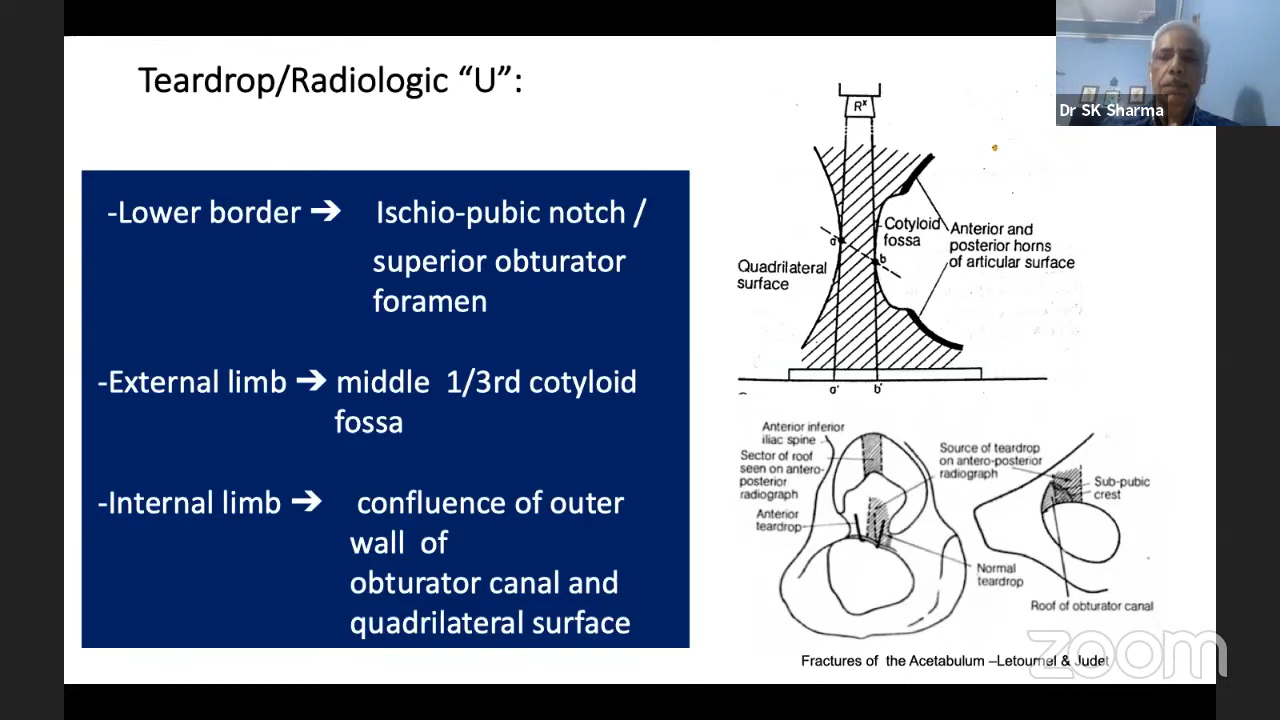 Teardrop/Radiologic “U”:
-Lower border ➔ Ischio-pubic notch /
superior obturator
foramen
-External limb ➔ middle 1/3rd cotyloid
fossa
-Internal limb ➔ confluence of outer
wall of
obturator canal and
quadrilateral surface
Dr SK Sharma
Rx
Cotyloid
fossa
Anterior and
posterior horns
of articular surface
a
b
Quadrilateral
surface
a'
b'
Anterior inferior
iliac spine
Sector of roof
seen on antero-
posterior
radiograph
Anterior
teardrop
Source of teardrop
on antero-posterior
radiograph
Sub-pubic
crest
Normal
teardrop
Roof of obturator canal
Fractures of the Acetabulum –Letournel & Judet
zoom